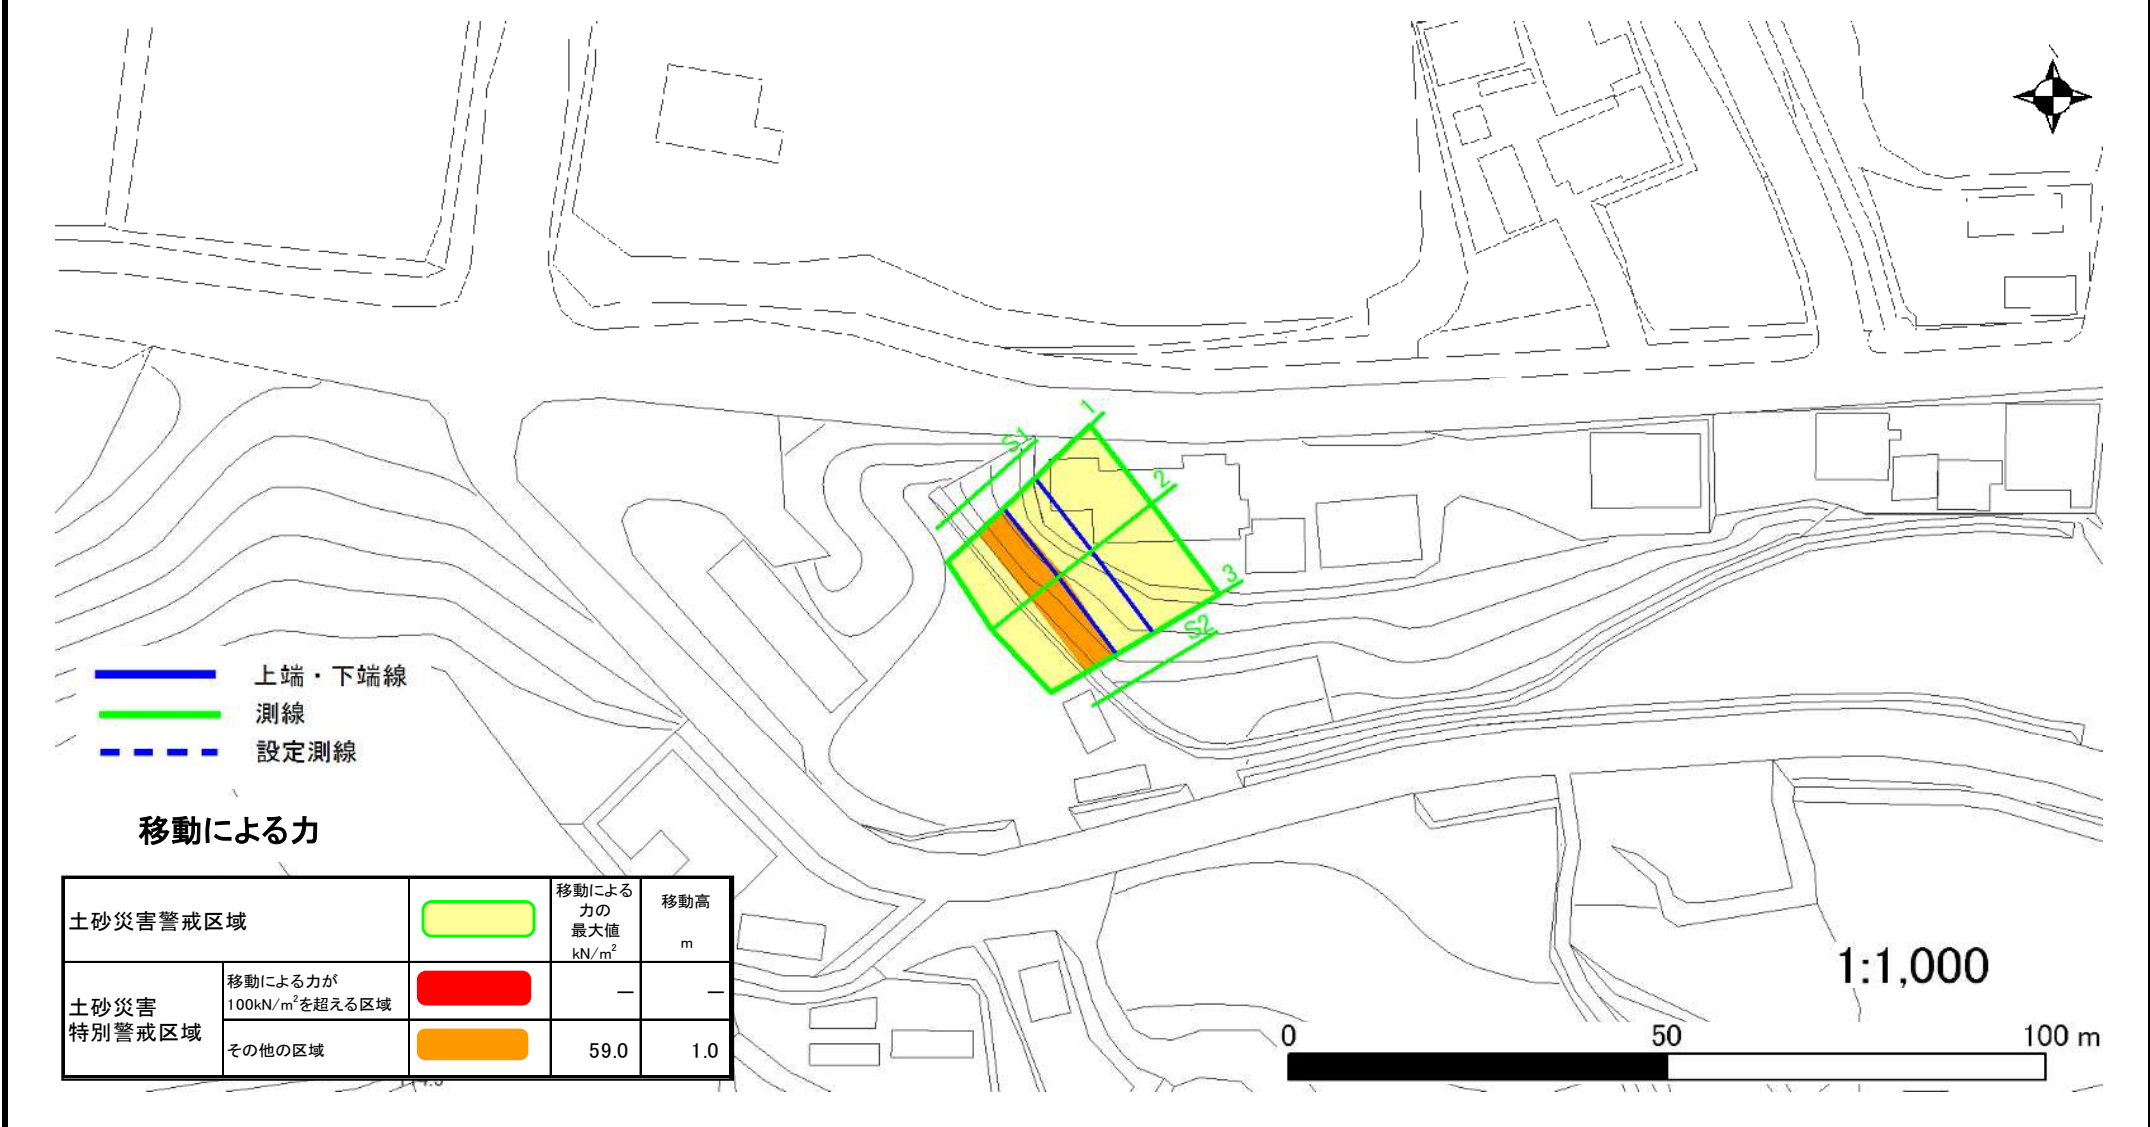 1
S1
2
3
S2
上端・下端線
測線
設定測線
移動による力
土砂災害警戒区域
移動による
力の
最大値
kN/m²
移動高
m
土砂災害
特別警戒区域
移動による力が
100kN/m²を超える区域
－
－
その他の区域
59.0
1.0
1:1,000
0
50
100 m